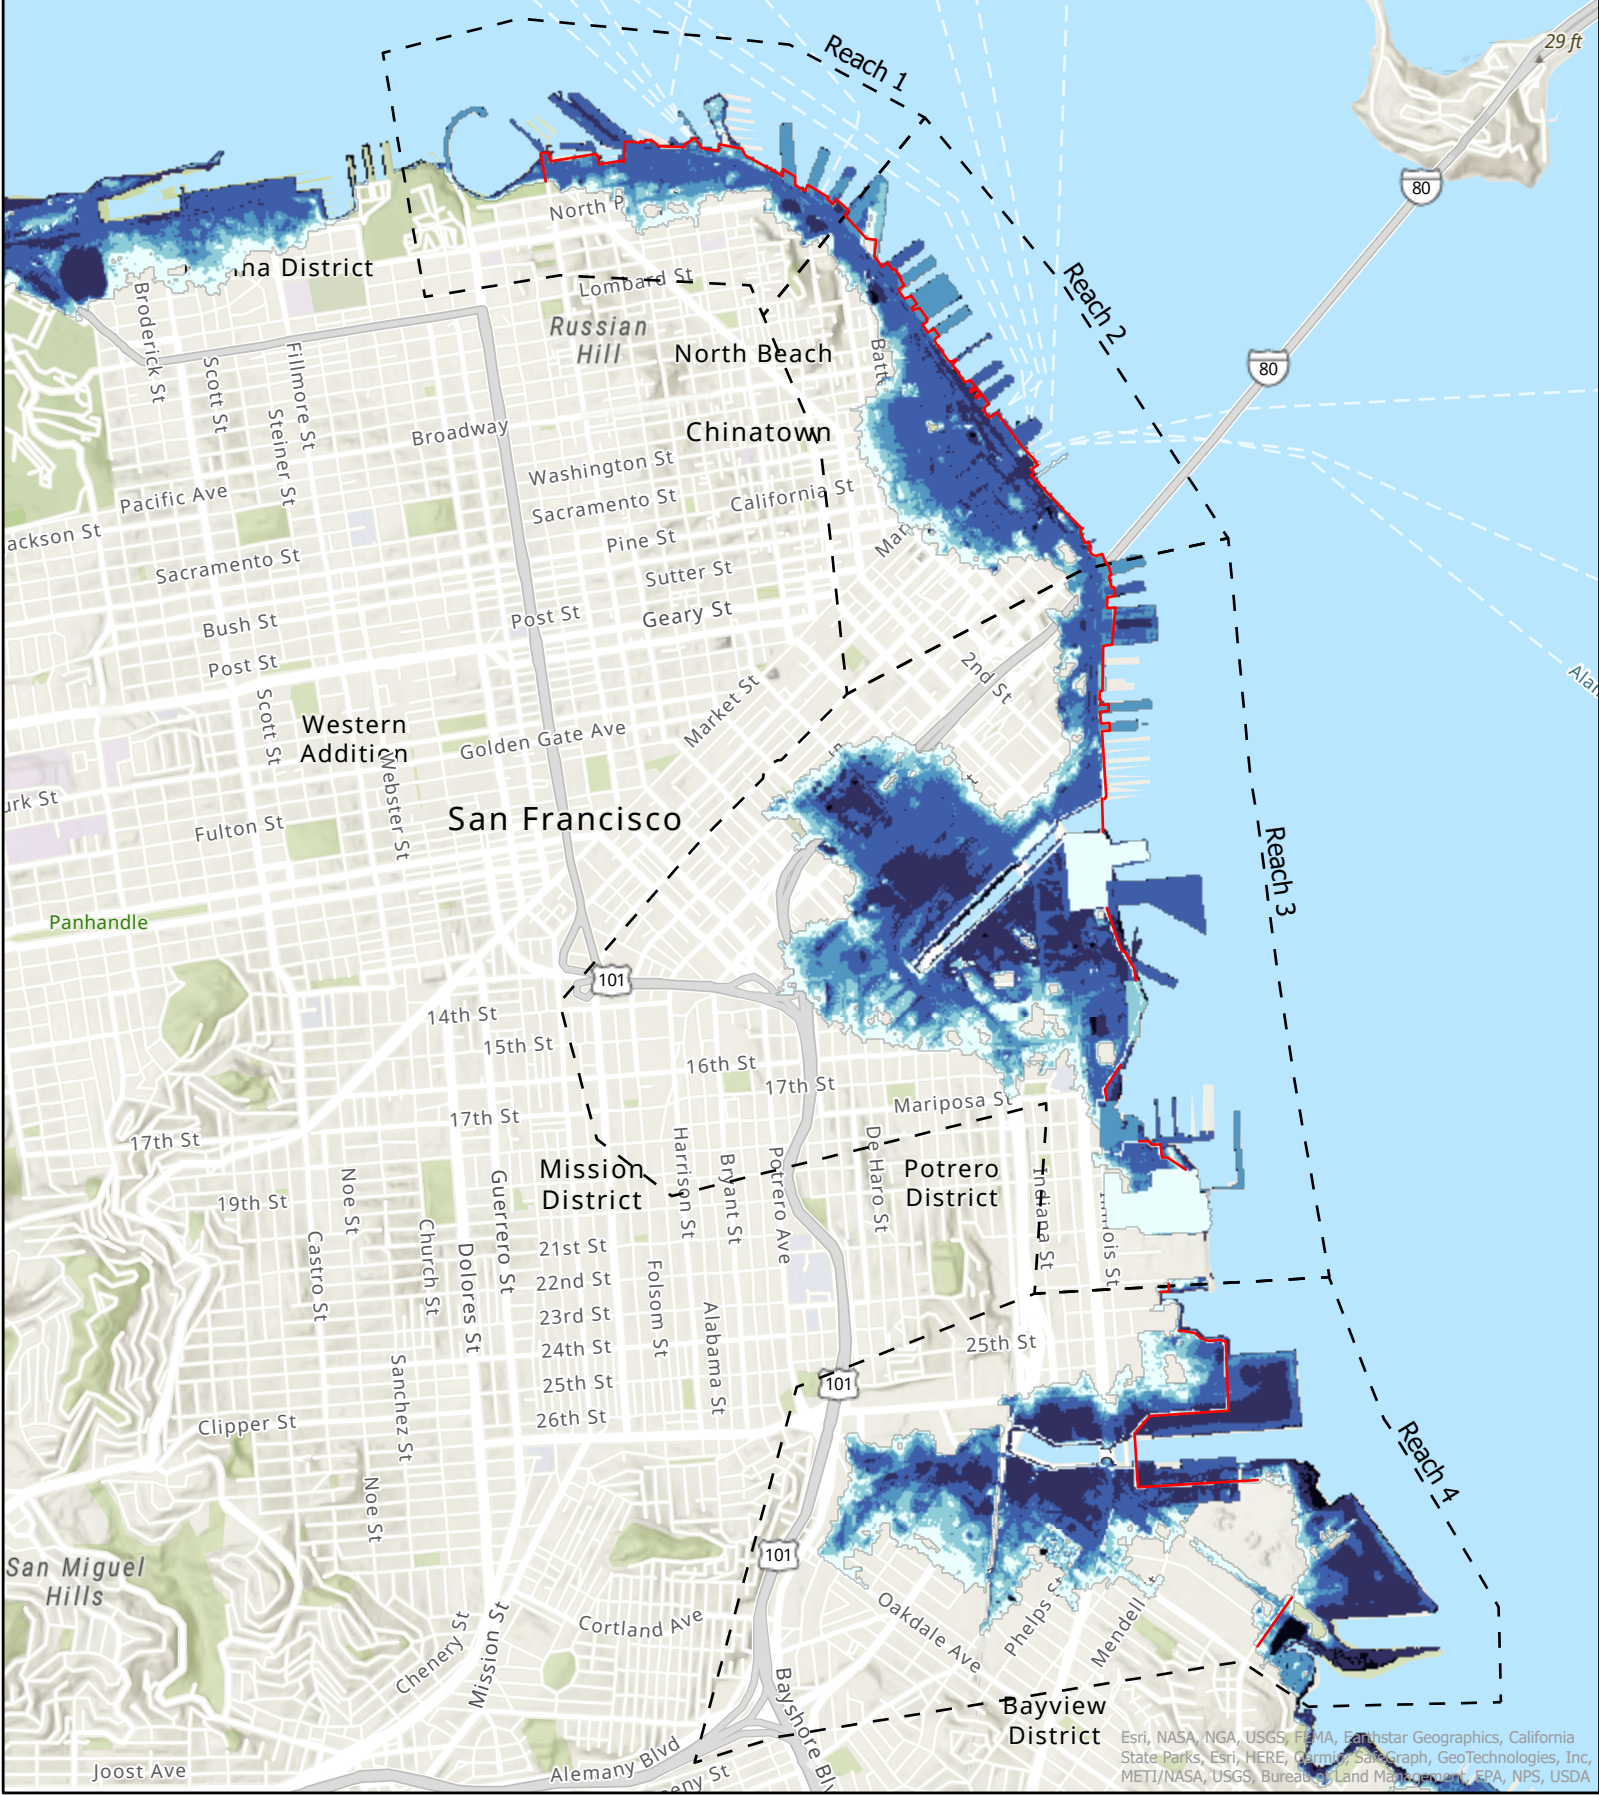 Reach 1
29 ft
80
North P
na District
Lombard St
Reach 2
Russian
Hill
North Beach
80
Broderick St
Scott St
Fillmore St
Steiner St
Batt
Broadway
Chinatown
Washington St
Pacific Ave
Sacramento St
California St
ackson St
Pine St
Mar
Sacramento St
Sutter St
Bush St
Post St
Geary St
Post St
2nd St
Alan
Scott St
Western
Addition
Market St
Golden Gate Ave
Webster St
urk St
Fulton St
San Francisco
Reach 3
Panhandle
101
14th St
15th St
16th St
17th St
17th St
Mariposa St
17th St
Mission
District
Harrison St
Bryant St
Potrero Ave
De Haro St
Potrero
District
Indiana St
Illinois St
19th St
Noe St
Castro St
Church St
Dolores St
Guerrero St
21st St
22nd St
23rd St
24th St
25th St
26th St
Folsom St
Alabama St
25th St
101
Clipper St
Sanchez St
Noe St
Reach 4
101
San Miguel
Hills
Cortland Ave
Chenery St
Mission St
Oakdale Ave
Phelps St
Mendell
Bayview
District
Bayshore Blv
Joost Ave
Alemany Blvd
eny St
Esri, NASA, NGA, USGS, FEMA, Earthstar Geographics, California
State Parks, Esri, HERE, Garmin, SafeGraph, GeoTechnologies, Inc,
METI/NASA, USGS, Bureau of Land Management, EPA, NPS, USDA